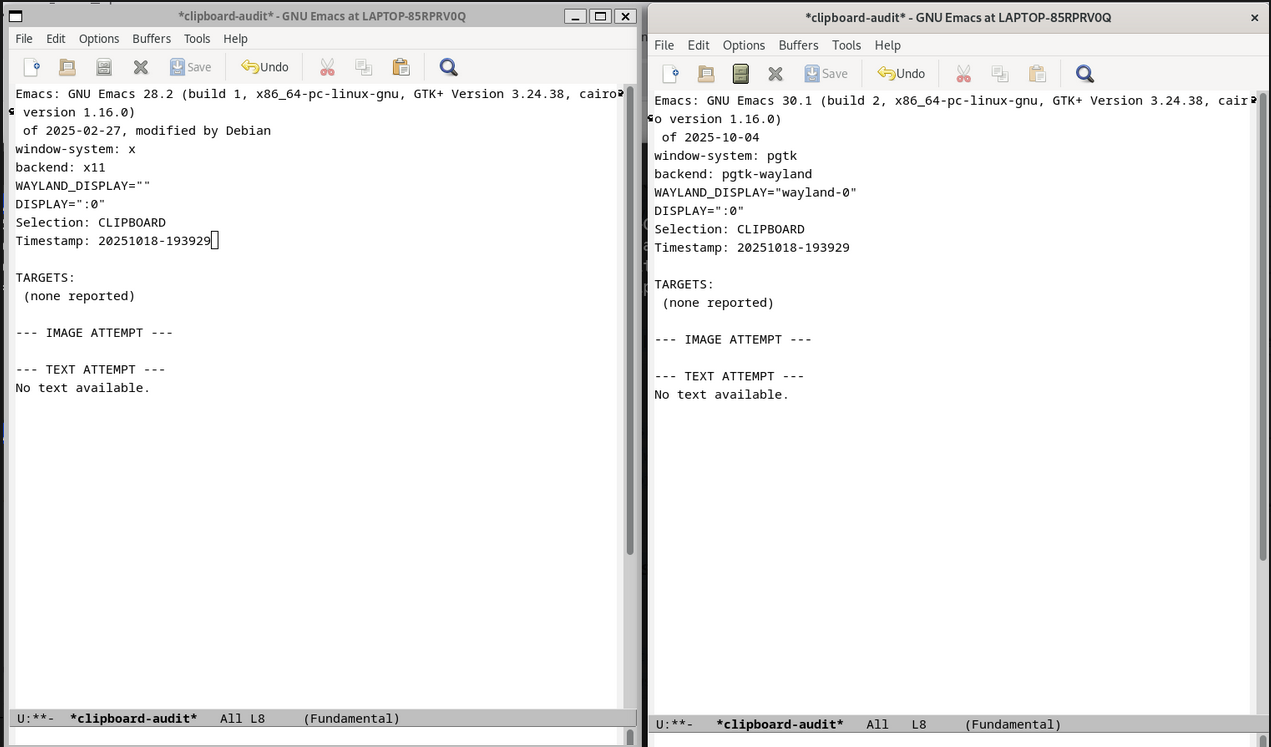 *clipboard-audit* - GNU Emacs at LAPTOP-85RPRV0Q
File Edit Options Buffers Tools Help
Save Undo
Emacs: GNU Emacs 28.2 (build 1, x86_64-pc-linux-gnu, GTK+ Version 3.24.38, cairo
 version 1.16.0)
 of 2025-02-27, modified by Debian
window-system: x
backend: x11
WAYLAND_DISPLAY=""
DISPLAY=":0"
Selection: CLIPBOARD
Timestamp: 20251018-193929
TARGETS:
 (none reported)
--- IMAGE ATTEMPT ---
--- TEXT ATTEMPT ---
No text available.
U:**-  *clipboard-audit*   All L8     (Fundamental)
*clipboard-audit* - GNU Emacs at LAPTOP-85RPRV0Q
File Edit Options Buffers Tools Help
Save Undo
Emacs: GNU Emacs 30.1 (build 2, x86_64-pc-linux-gnu, GTK+ Version 3.24.38, cair
o version 1.16.0)
 of 2025-10-04
window-system: pgtk
backend: pgtk-wayland
WAYLAND_DISPLAY="wayland-0"
DISPLAY=":0"
Selection: CLIPBOARD
Timestamp: 20251018-193929
TARGETS:
 (none reported)
--- IMAGE ATTEMPT ---
--- TEXT ATTEMPT ---
No text available.
U:**-   *clipboard-audit*   All   L8     (Fundamental)